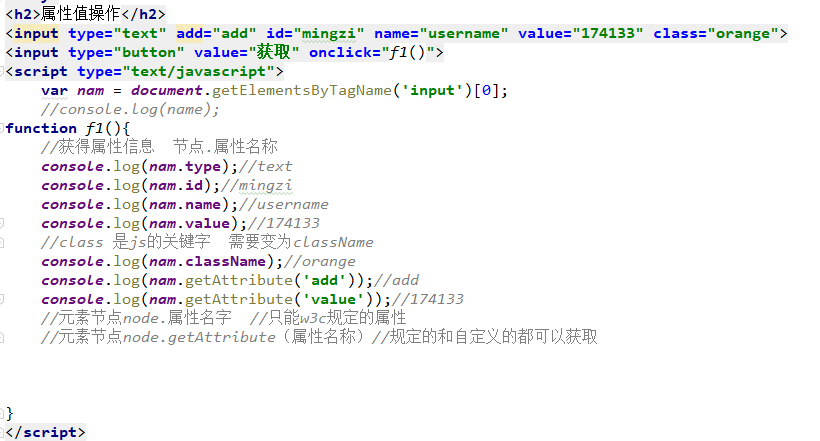 <h2>属性值操作</h2>
<input type="text" add="add" id="mingzi" name="username" value="174133" class="orange">
<input type="button" value="获取" onclick="f1()">
<script type="text/javascript">
var nam = document.getElementsByTagName('input')[0];
//console.log(name);
function f1(){
//获得属性信息  节点.属性名称
console.log(nam.type);//text
console.log(nam.id);//mingzi
console.log(nam.name);//username
console.log(nam.value);//174133
//class 是js的关键字  需要变为className
console.log(nam.className);//orange
console.log(nam.getAttribute('add'));//add
console.log(nam.getAttribute('value'));//174133
//元素节点node.属性名字  //只能w3c规定的属性
//元素节点node.getAttribute（属性名称）//规定的和自定义的都可以获取
}
</script>